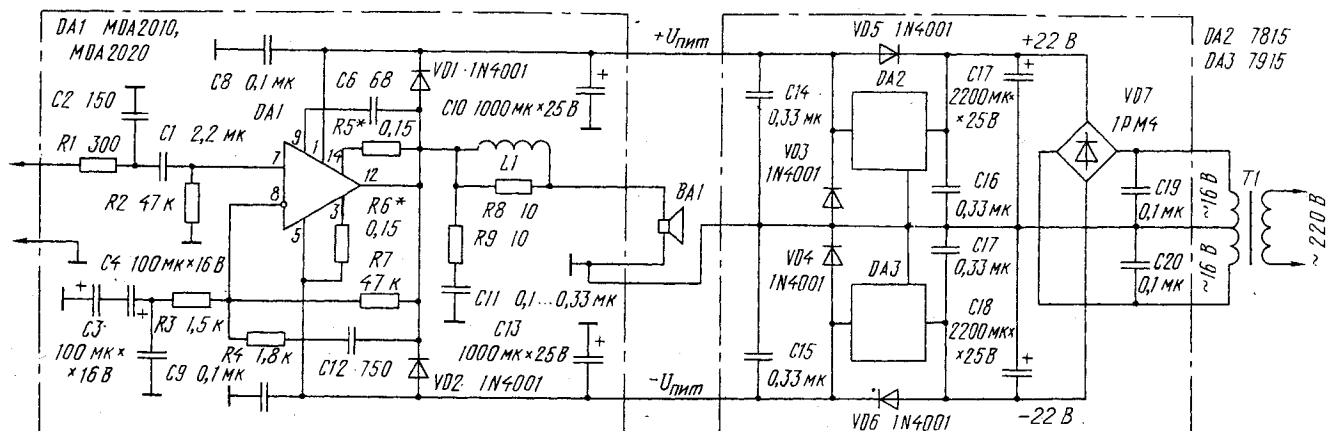 DA1 MDA2010,
MDA2020
C8 0,1 мк
C2 150
R1 300
C1 2,2 мк
R2 47 к
DA1
C6 68
R5* 0,15
VD1 1N4001
C10 1000 мк × 25 В
9
1
14
7
8
12
3
5
R6*
0,15
R7
47 к
L1
R8 10
R9 10
C11 0,1...0,33 мк
BA1
C4 100 мк × 16 В
C3
100 мк ×
× 16 В
R3 1,5 к
R4 1,8 к
C9 0,1 мк
C12 750
VD2 1N4001
C13
1000 мк × 25 В
+Uпит
-Uпит
VD5 1N4001
DA2
C14
0,33 мк
VD3
1N4001
VD4
1N4001
DA3
C15
0,33 мк
VD6 1N4001
+22 В
C17
2200 мк×
×25 В
C16
0,33 мк
C17
0,33 мк
C18
2200 мк×
×25 В
-22 В
DA2 7815
DA3 7915
VD7
1PM4
C19
0,1 мк
C20
0,1 мк
~16 В
~16 В
T1
~220 В